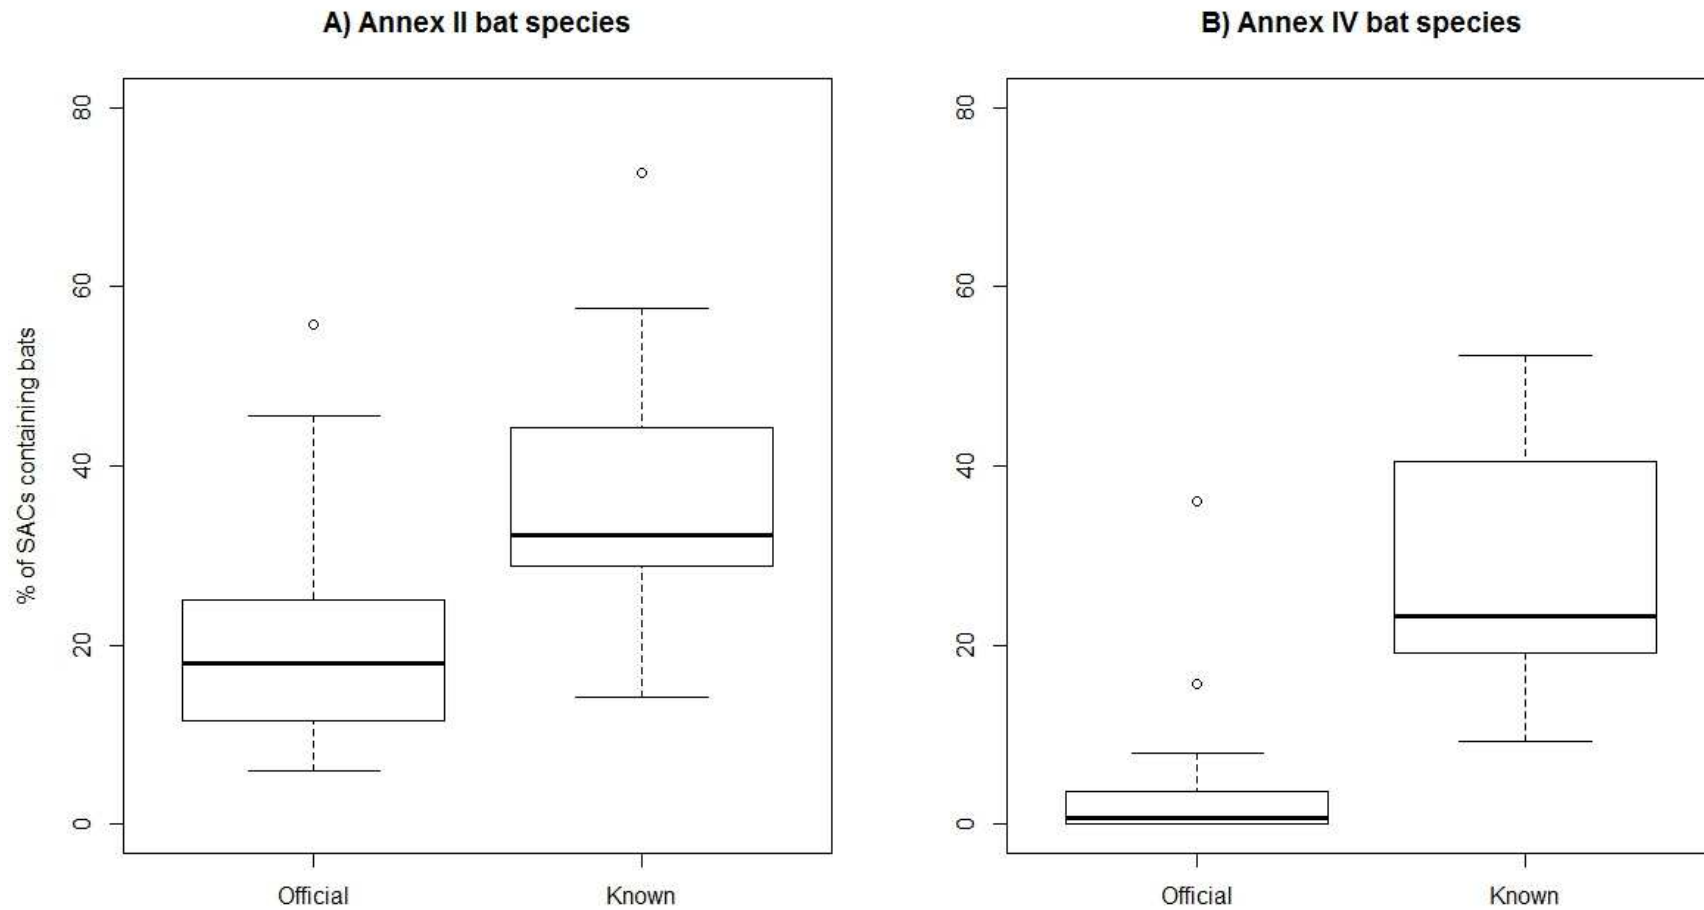 A) Annex II bat species
B) Annex IV bat species
% of SACs containing bats
80
60
40
20
0
Official
Known
80
60
40
20
0
Official
Known